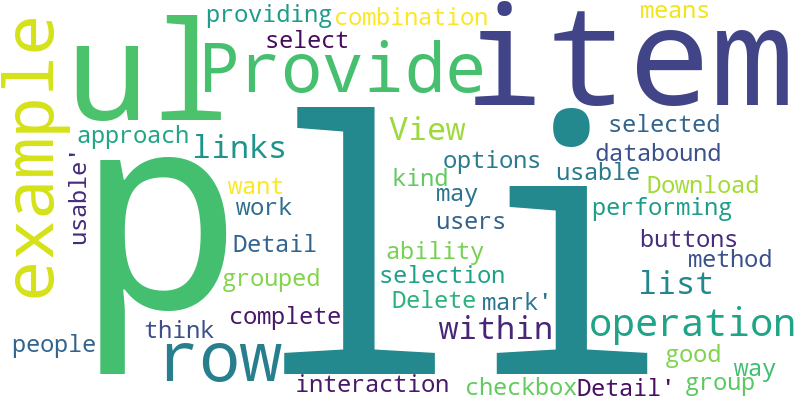 providing
combination
means
select
example
ul
Provide
item
p
li
approach
links
View
selected
options
databound
usable'
want
kind
usable
Download
work
may
performing
users
Detail
buttons
ability
method
grouped
selection
list
Delete
mark'
complete
within
operation
think
people
row
good
way
interaction
checkbox
Detail'
group